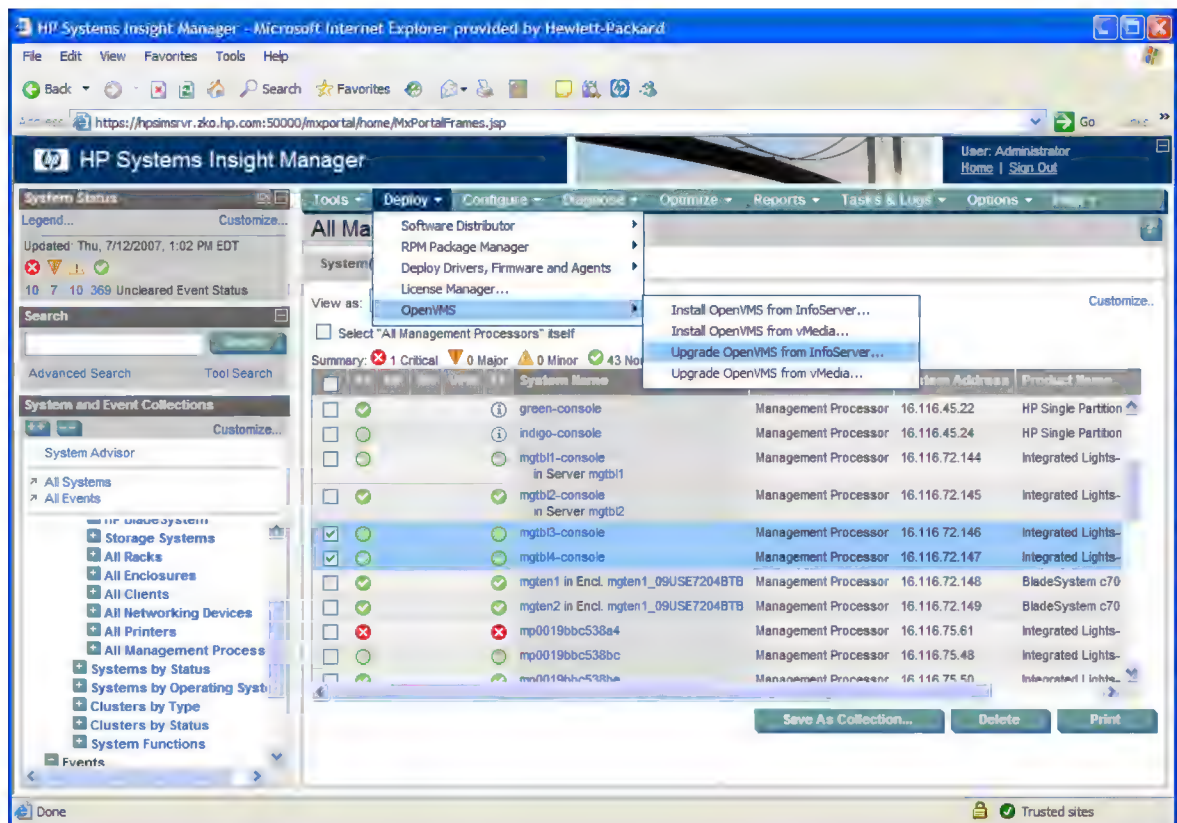 HP Systems Insight Manager - Microsoft Internet Explorer provided by Hewlett-Packard
File Edit View Favorites Tools Help
Back Search Favorites
https://hpsimsrvr.zko.hp.com:50000/mxportal/home/MxPortalFrames.jsp Go
HP Systems Insight Manager
User: Administrator
Home | Sign Out
System Status
Legend... Customize...
Updated: Thu, 7/12/2007, 1:02 PM EDT
10 7 10 369 Uncleared Event Status
Search
Advanced Search Tool Search
System and Event Collections
Customize...
System Advisor
All Systems
All Events
HP BladeSystem
Storage Systems
All Racks
All Enclosures
All Clients
All Networking Devices
All Printers
All Management Process
Systems by Status
Systems by Operating Syst
Clusters by Type
Clusters by Status
System Functions
Events
Tools Deploy Configure Diagnose Optimize Reports Tasks & Logs Options
All Ma
System(
Software Distributor
RPM Package Manager
Deploy Drivers, Firmware and Agents
License Manager...
OpenVMS
Install OpenVMS from InfoServer...
Install OpenVMS from vMedia...
Upgrade OpenVMS from InfoServer...
Upgrade OpenVMS from vMedia...
View as: Customize..
Select "All Management Processors" itself
Summary: 1 Critical 0 Major 0 Minor 43 No
System Name Address Product Name
green-console Management Processor 16.116.45.22 HP Single Partition
indigo-console Management Processor 16.116.45.24 HP Single Partition
mgtbl1-console Management Processor 16.116.72.144 Integrated Lights-
in Server mgtbl1
mgtbl2-console Management Processor 16.116.72.145 Integrated Lights-
in Server mgtbl2
mgtbl3-console Management Processor 16.116.72.146 Integrated Lights-
mgtbl4-console Management Processor 16.116.72.147 Integrated Lights-
mgten1 in Encl. mgten1_09USE7204BTB Management Processor 16.116.72.148 BladeSystem c70
mgten2 in Encl. mgten1_09USE7204BTB Management Processor 16.116.72.149 BladeSystem c70
mp0019bbc538a4 Management Processor 16.116.75.61 Integrated Lights-
mp0019bbc538bc Management Processor 16.116.75.48 Integrated Lights-
mp0019bbc538be Management Processor 16.116.75.50 Integrated Lights-
Save As Collection... Delete Print
Done Trusted sites